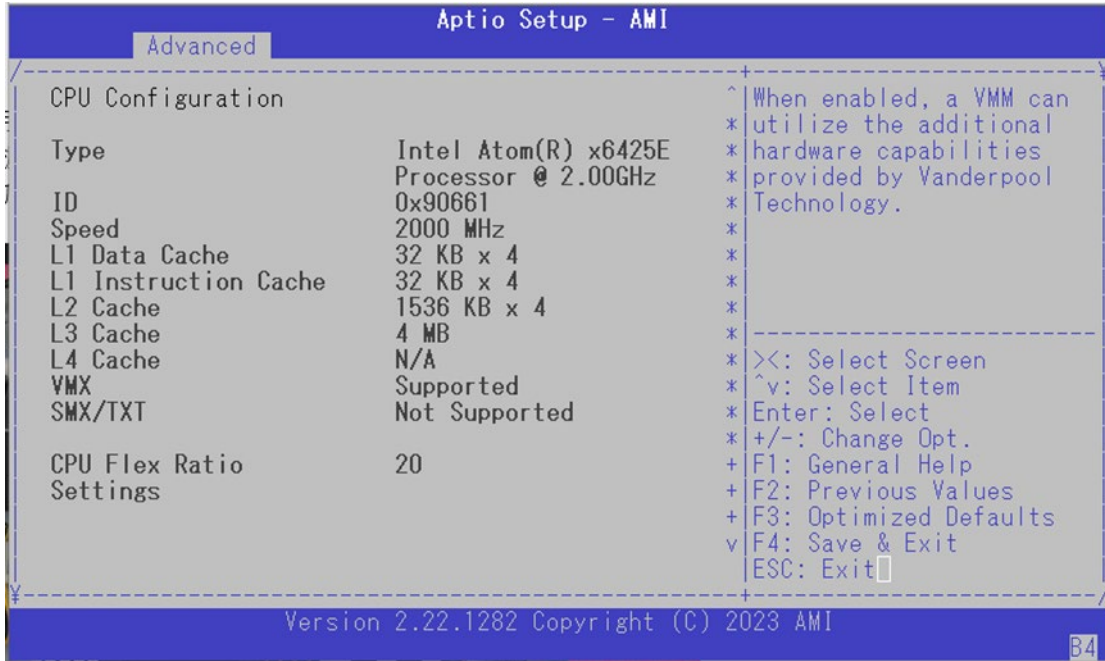 Aptio Setup - AMI
Advanced
CPU Configuration
Type Intel Atom(R) x6425E
Processor @ 2.00GHz
ID 0x90661
Speed 2000 MHz
L1 Data Cache 32 KB x 4
L1 Instruction Cache 32 KB x 4
L2 Cache 1536 KB x 4
L3 Cache 4 MB
L4 Cache N/A
VMX Supported
SMX/TXT Not Supported
CPU Flex Ratio 20
Settings
When enabled, a VMM can
utilize the additional
hardware capabilities
provided by Vanderpool
Technology.
><: Select Screen
^v: Select Item
Enter: Select
+/-: Change Opt.
F1: General Help
F2: Previous Values
F3: Optimized Defaults
F4: Save & Exit
ESC: Exit
Version 2.22.1282 Copyright (C) 2023 AMI
B4